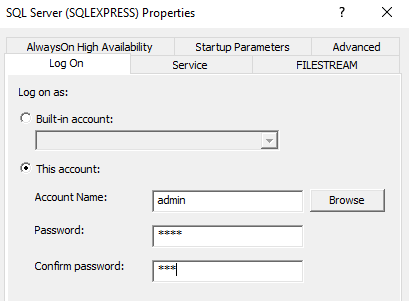 SQL Server (SQLEXPRESS) Properties ? ×
AlwaysOn High Availability Startup Parameters Advanced
Log On Service FILESTREAM
Log on as:
Built-in account:
This account:
Account Name: admin Browse
Password: ****
Confirm password: ***